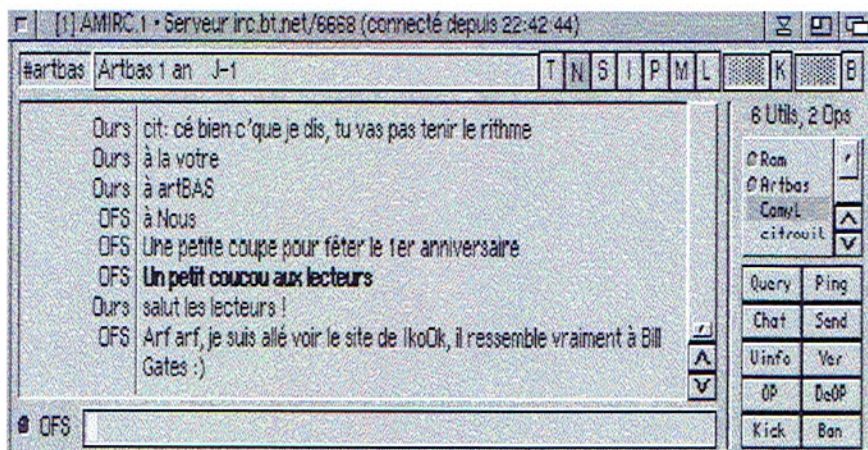 [1] AMIRC.1 • Serveur irc.bt.net/6668 (connecté depuis 22:42:44)
#artbas Artbas 1 an J-1 T N S I P M L K B
Ours cit: cé bien c'que je dis, tu vas pas tenir le rithme
Ours à la votre
Ours à artBAS
OFS à Nous
OFS Une petite coupe pour fêter le 1er anniversaire
OFS Un petit coucou aux lecteurs
Ours salut les lecteurs !
OFS Arf arf, je suis allé voir le site de IkoOk, il ressemble vraiment à Bill
Gates :)
OFS
6 Utils, 2 Ops
@Ram
@Artbas
CamyL
citrouil
Query Ping
Chat Send
Uinfo Ver
OP DeOP
Kick Ban